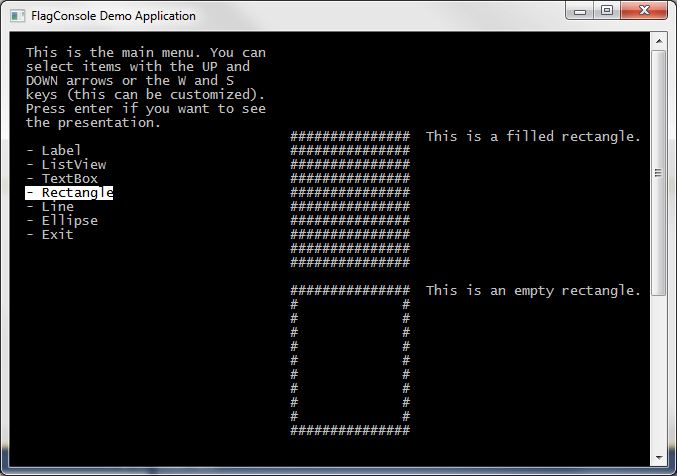 FlagConsole Demo Application
This is the main menu. You can
select items with the UP and
DOWN arrows or the W and S
keys (this can be customized).
Press enter if you want to see
the presentation.
- Label
- ListView
- TextBox
- Rectangle
- Line
- Ellipse
- Exit
############### This is a filled rectangle.
###############
###############
###############
###############
###############
###############
###############
###############
###############
############### This is an empty rectangle.
#             #
#             #
#             #
#             #
#             #
#             #
#             #
#             #
#             #
###############